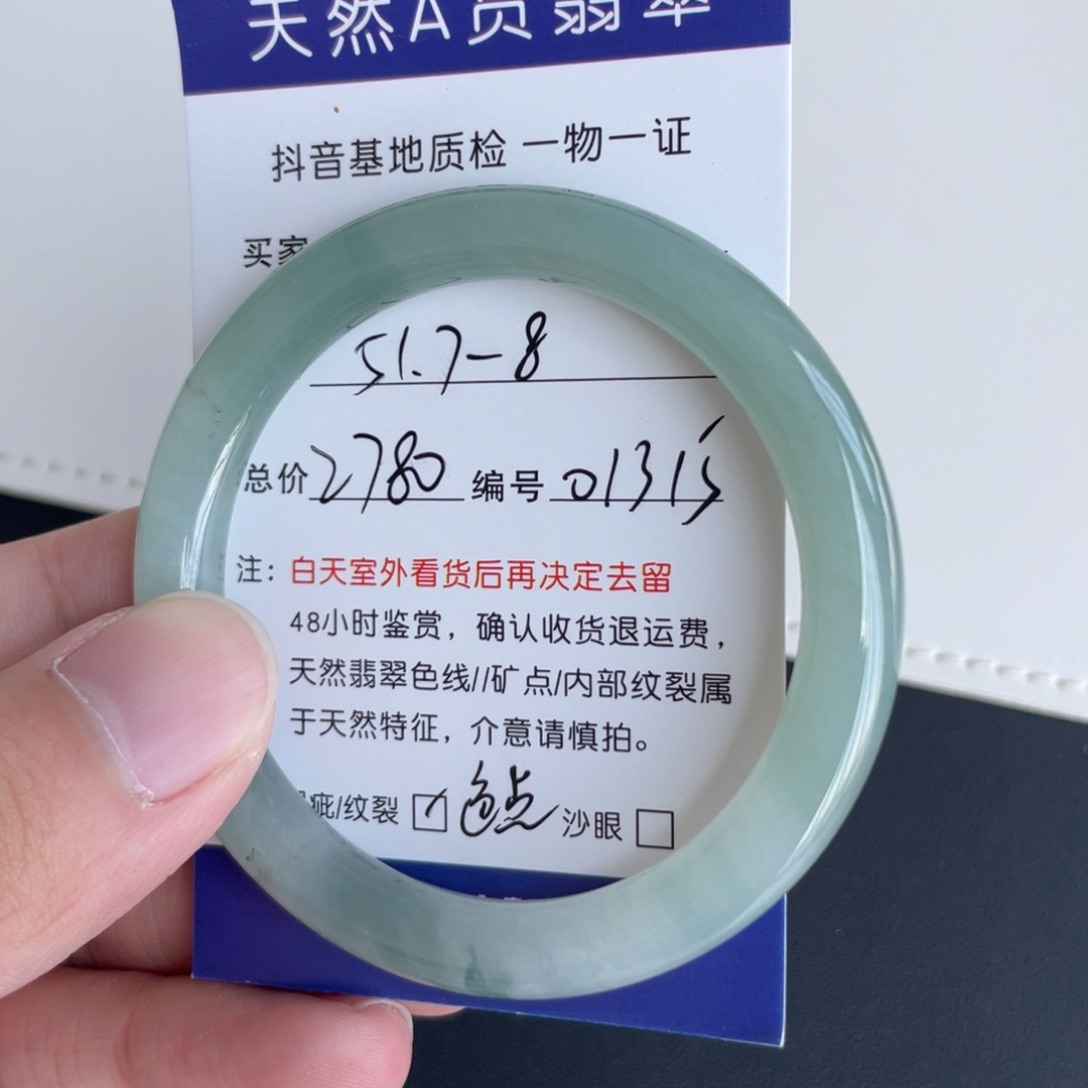 天然A货翡翠
抖音基地质检 一物一证
买家
51.7-8
总价 2780 编号 01315
注：白天室外看货后再决定去留
48小时鉴赏，确认收货退运费，
天然翡翠色线//矿点/内部纹裂属
于天然特征，介意请慎拍。
疵/纹裂 ☑ 色点 沙眼 □